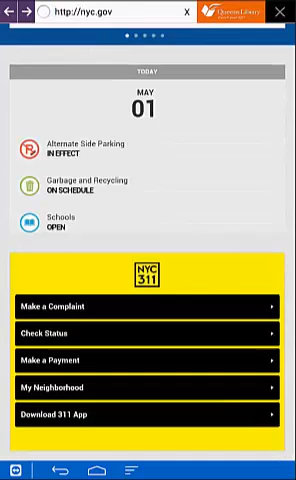 http://nyc.gov
X
Queens Library
TODAY
MAY
01
Alternate Side Parking
IN EFFECT
Garbage and Recycling
ON SCHEDULE
Schools
OPEN
NYC
311
Make a Complaint
Check Status
Make a Payment
My Neighborhood
Download 311 App